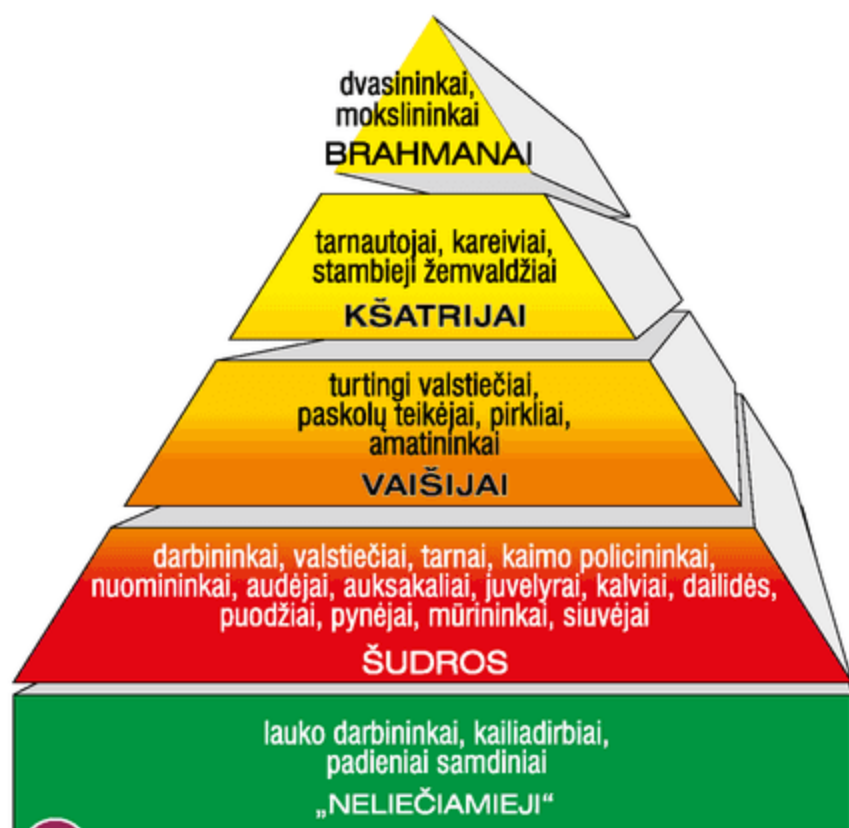 dvasininkai,
mokslininkai
BRAHMANAI
tarnautojai, kareiviai,
stambieji žemvaldžiai
KŠATRIJAI
turtingi valstiečiai,
paskolų teikėjai, pirkliai,
amatininkai
VAIŠIJAI
darbininkai, valstiečiai, tarnai, kaimo policininkai,
nuomininkai, audėjai, auksakaliai, juvelyrai, kalviai, dailidės,
puodžiai, pynėjai, mūrininkai, siuvėjai
ŠUDROS
lauko darbininkai, kailiadirbiai,
padieniai samdiniai
„NELIEČIAMIEJI“